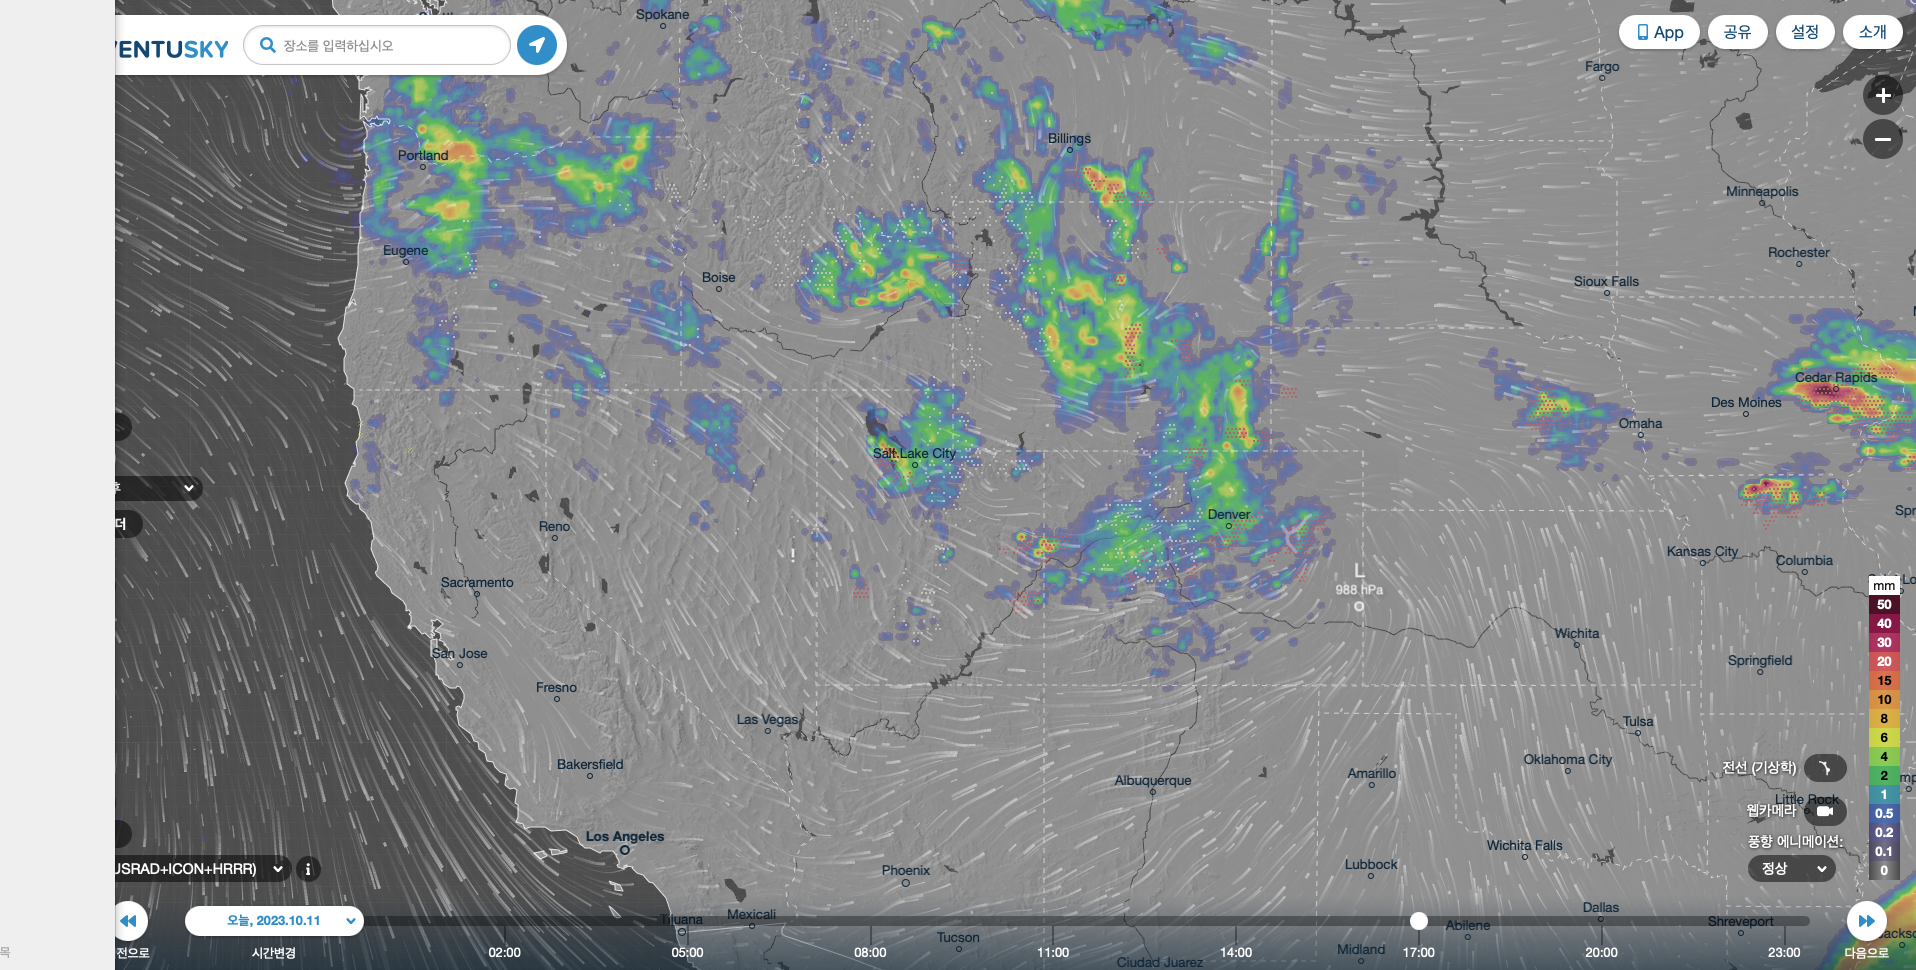 Spokane
VENTUSKY
장소를 입력하십시오
App
공유
설정
소개
Fargo
Billings
Portland
Minneapolis
Eugene
Rochester
Boise
Sioux Falls
Cedar Rapids
Des Moines
Omaha
Salt Lake City
후
Denver
더
Reno
!
Spr
Kansas City
Columbia
Sacramento
L
988 hPa
Wichita
San Jose
Springfield
Fresno
Las Vegas
Tulsa
Oklahoma City
Bakersfield
Albuquerque
Amarillo
전선 (기상학)
Little Rock
웹카메라
Los Angeles
풍향 에니메이션:
Wichita Falls
정상
Lubbock
Phoenix
mm
50
40
30
20
15
10
8
6
4
2
1
0.5
0.2
0.1
0
USRAD+ICON+HRRR)
i
오늘, 2023.10.11
Tijuana
Mexicali
Dallas
Abilene
Shreveport
Jackso
Tucson
Midland
Ciudad Juarez
목
전으로
시간변경
02:00
05:00
08:00
11:00
14:00
17:00
20:00
23:00
다음으로